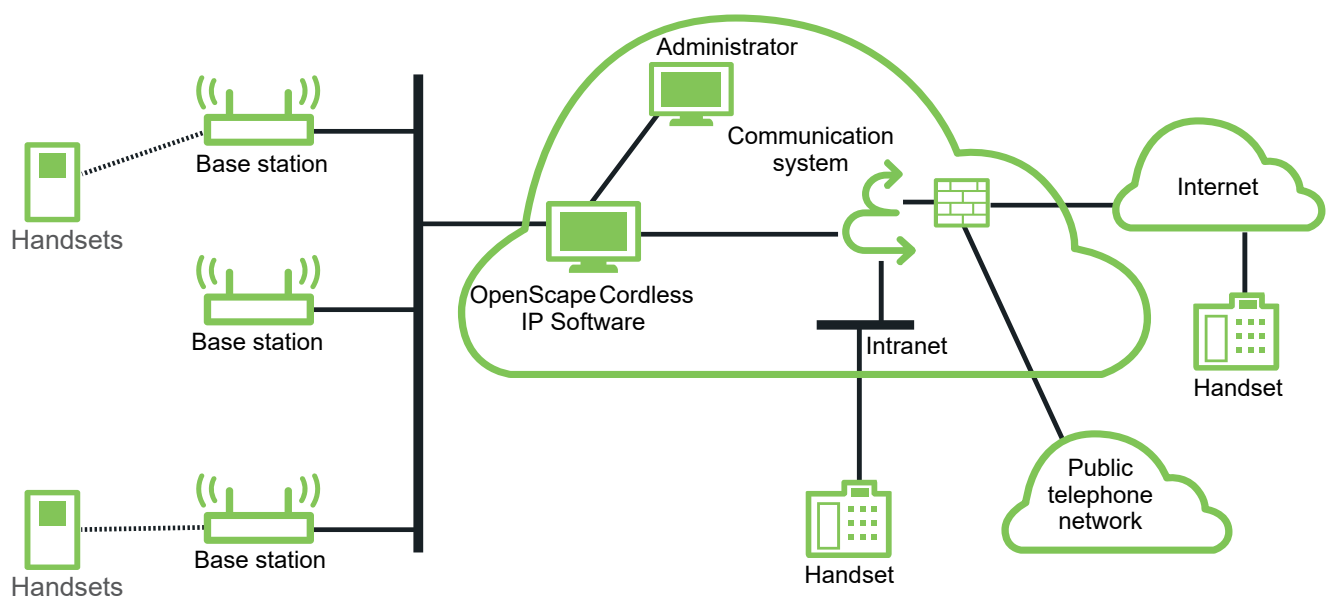 Administrator
Communication
system
Base station
Internet
Handsets
OpenScape Cordless
IP Software
Base station
Intranet
Handset
Public
telephone
network
Base station
Handset
Handsets